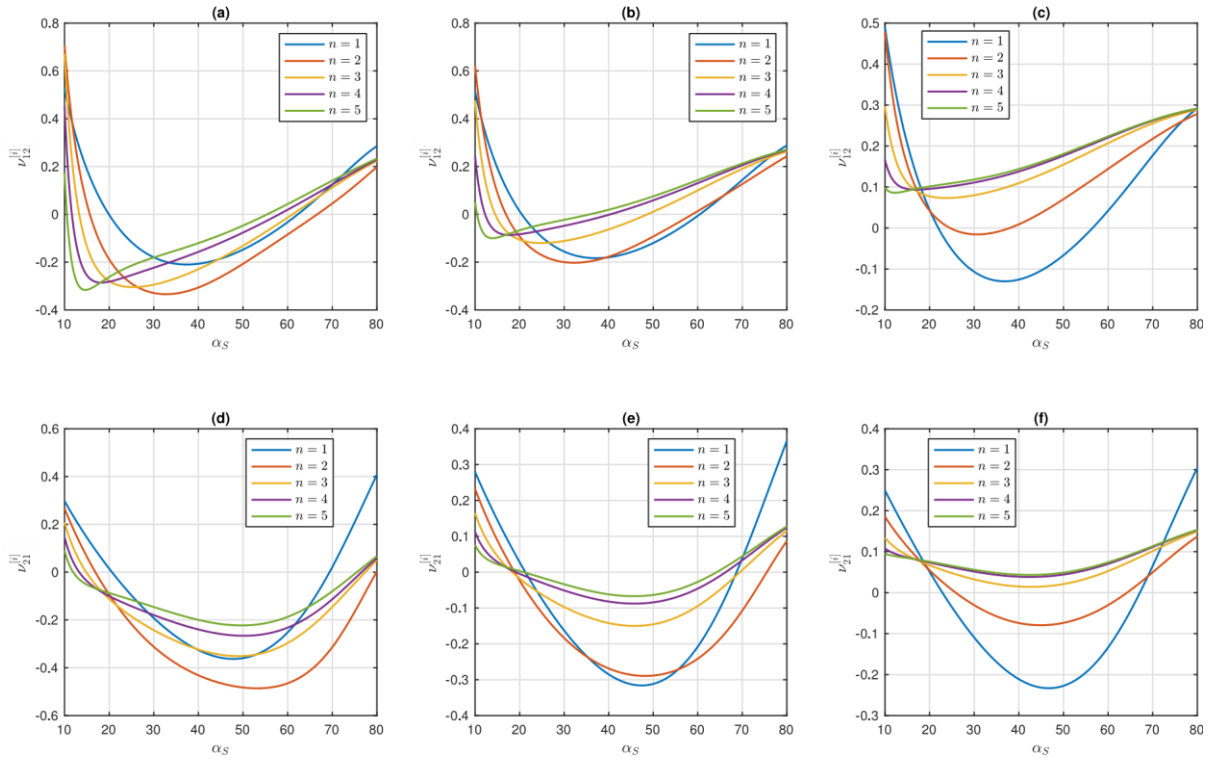 (a)
0.8
0.6
0.4
0.2
0
-0.2
-0.4
ν₁₂^[i]
n = 1
n = 2
n = 3
n = 4
n = 5
10 20 30 40 50 60 70 80
α_S
(b)
0.8
0.6
0.4
0.2
0
-0.2
-0.4
ν₁₂^[i]
n = 1
n = 2
n = 3
n = 4
n = 5
10 20 30 40 50 60 70 80
α_S
(c)
0.5
0.4
0.3
0.2
0.1
0
-0.1
-0.2
ν₁₂^[i]
n = 1
n = 2
n = 3
n = 4
n = 5
10 20 30 40 50 60 70 80
α_S
(d)
0.6
0.4
0.2
0
-0.2
-0.4
-0.6
ν₂₁^[i]
n = 1
n = 2
n = 3
n = 4
n = 5
10 20 30 40 50 60 70 80
α_S
(e)
0.4
0.3
0.2
0.1
0
-0.1
-0.2
-0.3
-0.4
ν₂₁^[i]
n = 1
n = 2
n = 3
n = 4
n = 5
10 20 30 40 50 60 70 80
α_S
(f)
0.4
0.3
0.2
0.1
0
-0.1
-0.2
-0.3
ν₂₁^[i]
n = 1
n = 2
n = 3
n = 4
n = 5
10 20 30 40 50 60 70 80
α_S